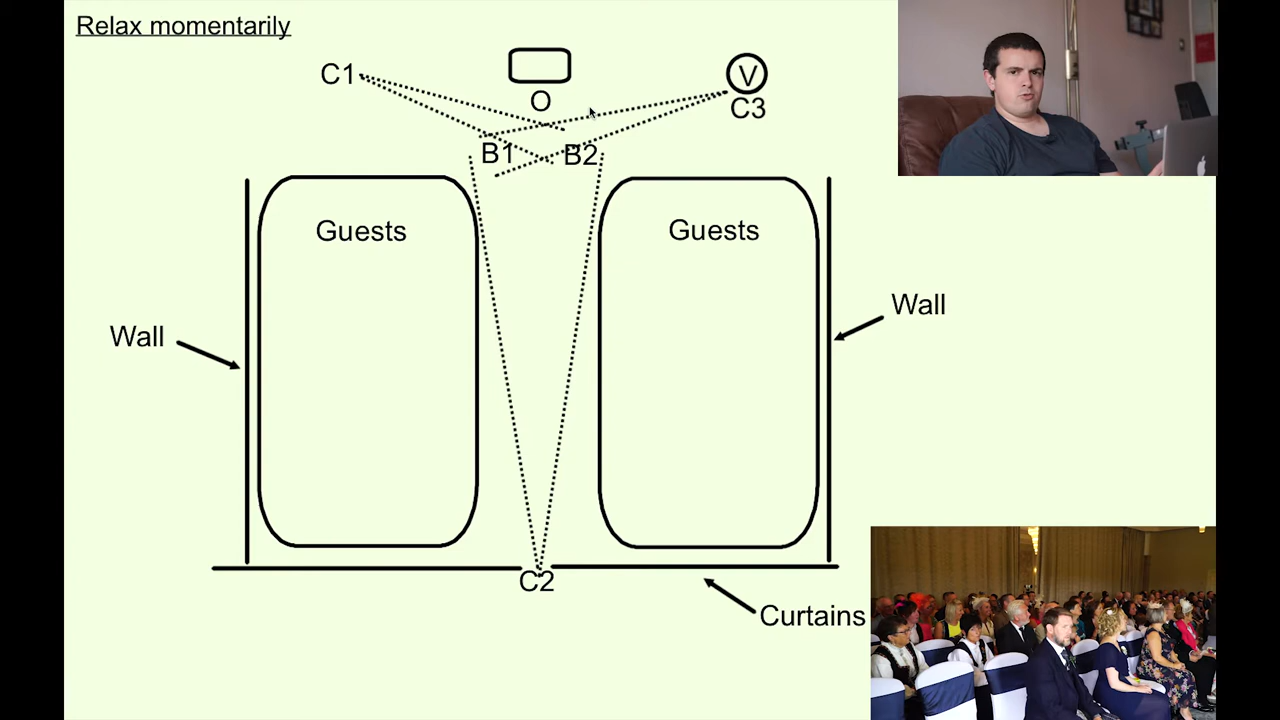 Relax momentarily
C1
V
O
C3
B1
B2
Guests
Guests
Wall
Wall
C2
Curtains